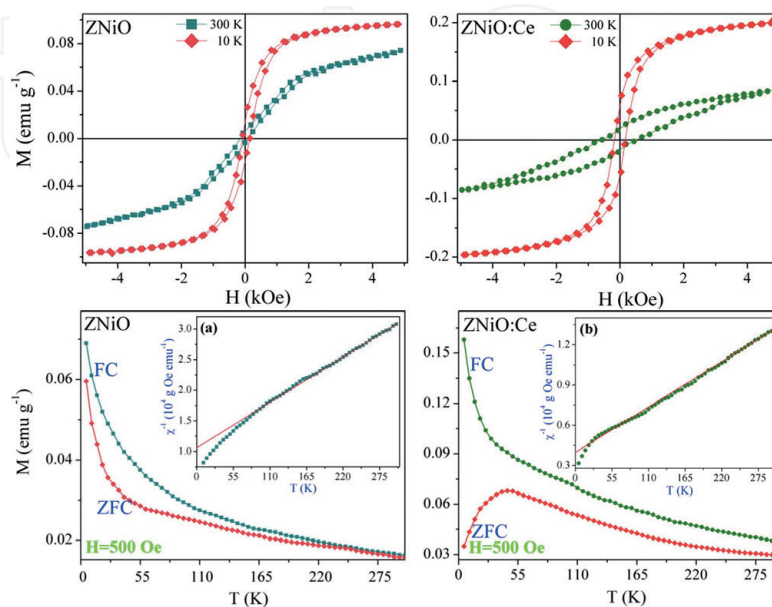 ZNiO
300 K
10 K
M (emu g⁻¹)
0.08
0.04
0.00
-0.04
-0.08
-4 -2 0 2 4
H (kOe)
ZNiO:Ce
300 K
10 K
0.2
0.1
0.0
-0.1
-0.2
-4 -2 0 2 4
H (kOe)
ZNiO
FC
ZFC
H=500 Oe
M (emu g⁻¹)
0.06
0.04
0.02
0 55 110 165 220 275
T (K)
(a)
χ⁻¹ (10⁴ g Oe emu⁻¹)
3.0
2.5
2.0
1.5
1.0
0 55 110 165 220 275
T (K)
ZNiO:Ce
FC
ZFC
H=500 Oe
0.15
0.12
0.09
0.06
0.03
0 55 110 165 220 275
T (K)
(b)
χ⁻¹ (10⁴ g Oe emu⁻¹)
1.2
0.9
0.6
0.3
0 55 110 165 220 275
T (K)